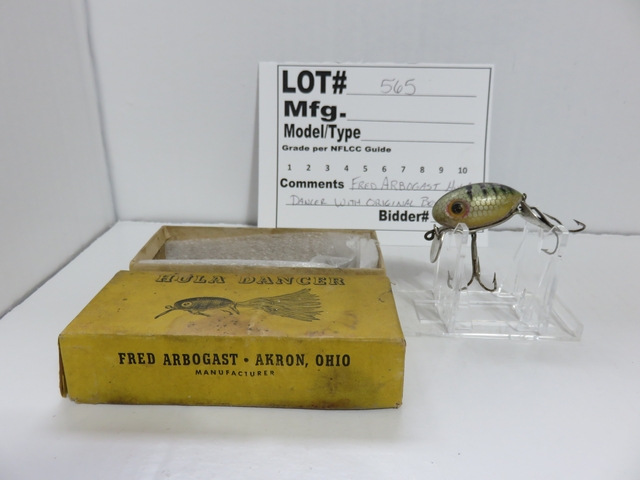 LOT# 565
Mfg.
Model/Type
Grade per NFLCC Guide
1 2 3 4 5 6 7 8 9 10
Comments FRED ARBOGAST
DANCER WITH ORIGINAL
Bidder#
HULA DANCER
FRED ARBOGAST • AKRON, OHIO
MANUFACTURER